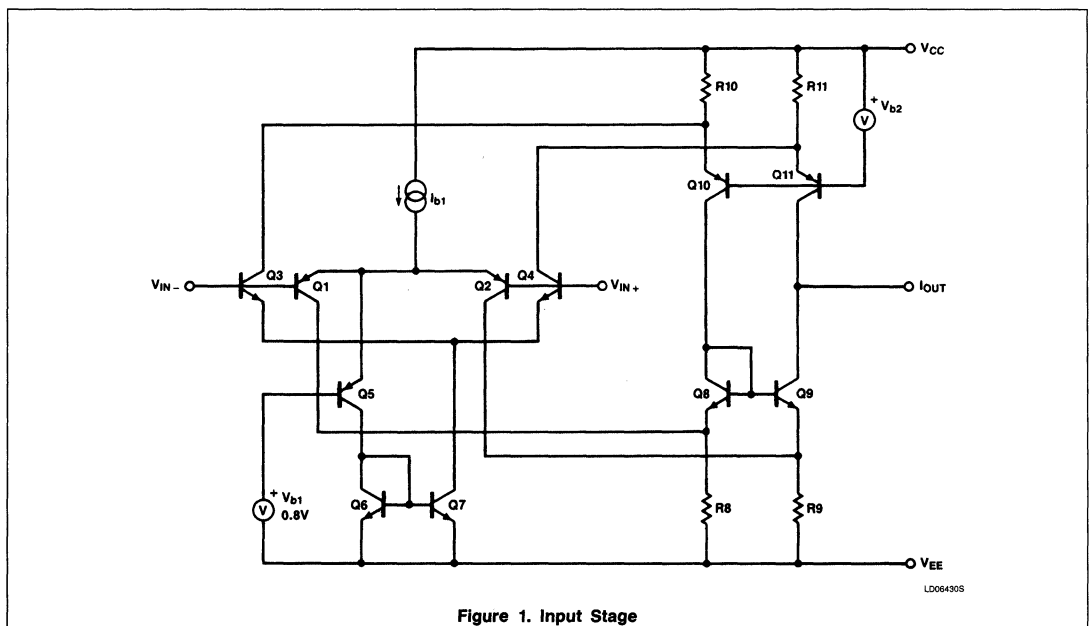 VCC
R10
R11
+ Vb2
V
Q10
Q11
Ib1
Q3
Q1
Q2
Q4
VIN−
VIN+
IOUT
Q5
Q8
Q9
+ Vb1
V
0.8V
Q6
Q7
R8
R9
VEE
LD06430S
Figure 1. Input Stage